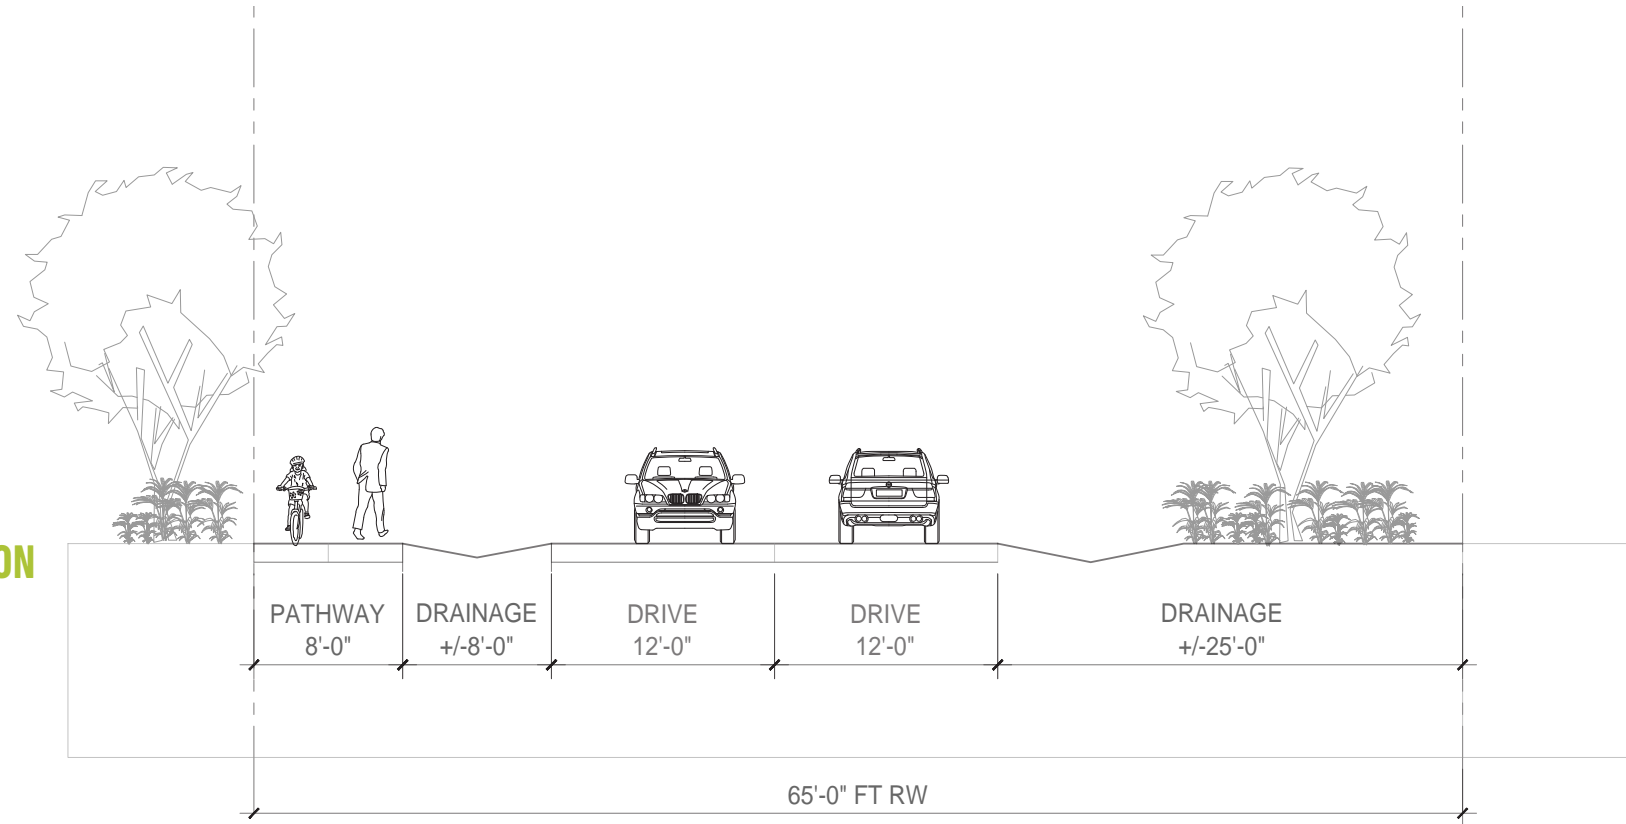 ON
PATHWAY
8'-0"
DRAINAGE
+/-8'-0"
DRIVE
12'-0"
DRIVE
12'-0"
DRAINAGE
+/-25'-0"
65'-0" FT RW